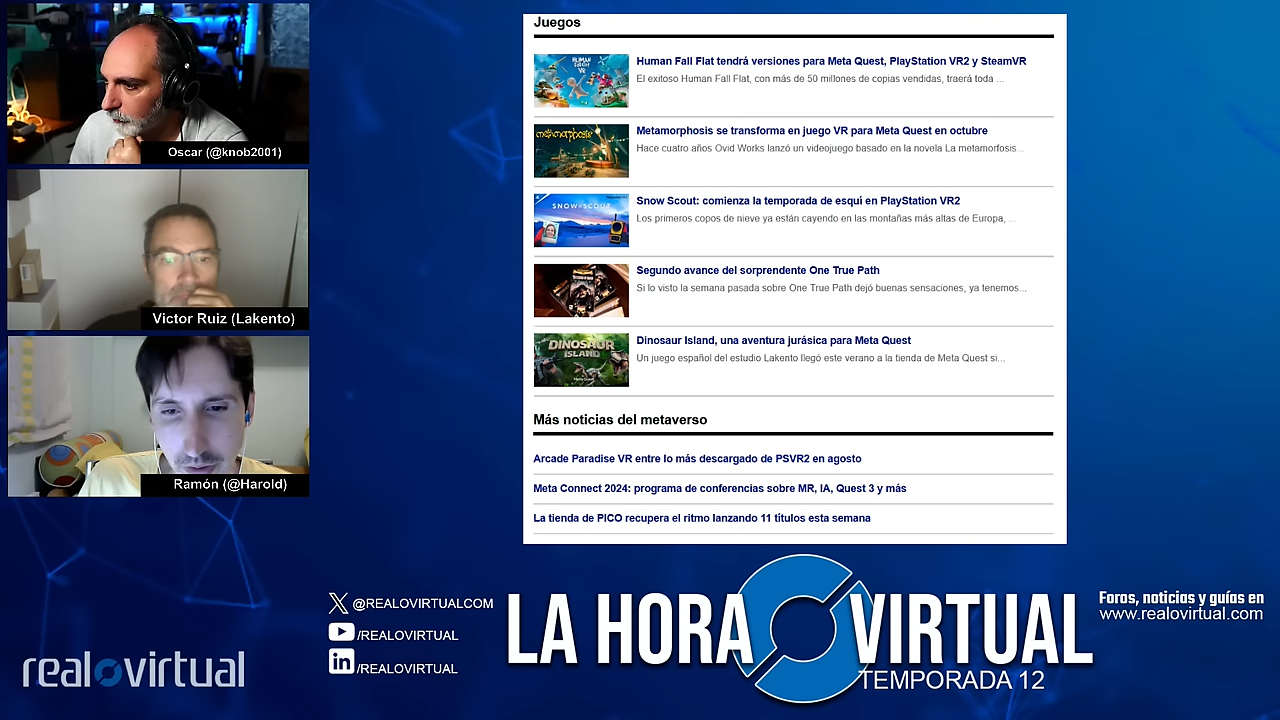 Oscar (@knob2001)
Victor Ruiz (Lakento)
Ramón (@Harold)
Juegos
Human Fall Flat tendrá versiones para Meta Quest, PlayStation VR2 y SteamVR
El exitoso Human Fall Flat, con más de 50 millones de copias vendidas, traerá toda ...
Metamorphosis se transforma en juego VR para Meta Quest en octubre
Hace cuatro años Ovid Works lanzó un videojuego basado en la novela La metamorfosis...
SNOW SCOUT
Snow Scout: comienza la temporada de esquí en PlayStation VR2
Los primeros copos de nieve ya están cayendo en las montañas más altas de Europa, ...
Segundo avance del sorprendente One True Path
Si lo visto la semana pasada sobre One True Path dejó buenas sensaciones, ya tenemos...
DINOSAUR
ISLAND
Dinosaur Island, una aventura jurásica para Meta Quest
Un juego español del estudio Lakento llegó este verano a la tienda de Meta Quest si...
Más noticias del metaverso
Arcade Paradise VR entre lo más descargado de PSVR2 en agosto
Meta Connect 2024: programa de conferencias sobre MR, IA, Quest 3 y más
La tienda de PICO recupera el ritmo lanzando 11 títulos esta semana
@REALOVIRTUALCOM
/REALOVIRTUAL
/REALOVIRTUAL
LA HORA VIRTUAL
TEMPORADA 12
Foros, noticias y guías en
www.realovirtual.com
realovirtual